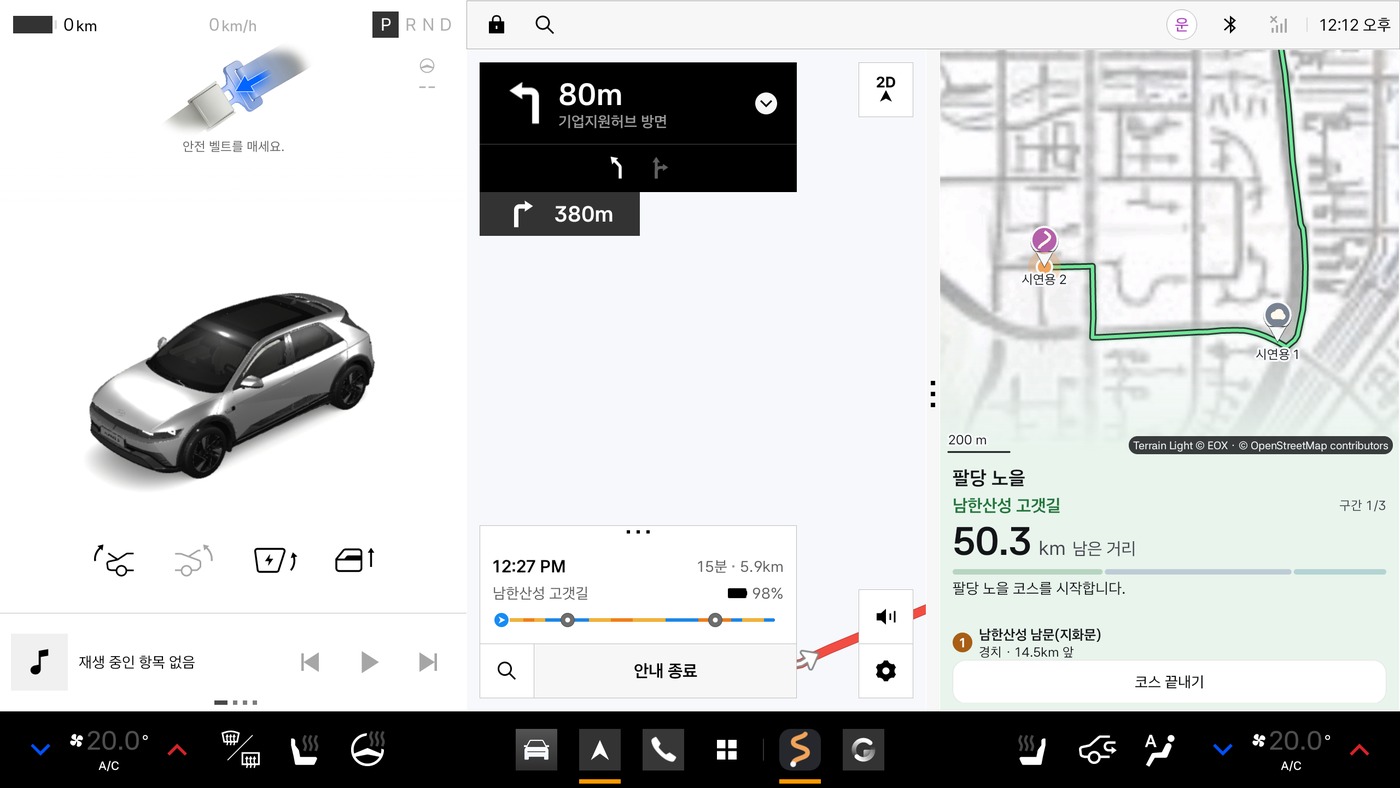 0 km
0 km/h
P R N D
--
안전 벨트를 매세요.
재생 중인 항목 없음
운
12:12 오후
80m
기업지원허브 방면
380m
2D
12:27 PM
15분 · 5.9km
남한산성 고갯길
98%
안내 종료
시연용 2
시연용 1
200 m
Terrain Light © EOX · © OpenStreetMap contributors
팔당 노을
남한산성 고갯길
구간 1/3
50.3 km 남은 거리
팔당 노을 코스를 시작합니다.
1
남한산성 남문(지화문)
경치 · 14.5km 앞
코스 끝내기
20.0°
A/C
G
A
20.0°
A/C